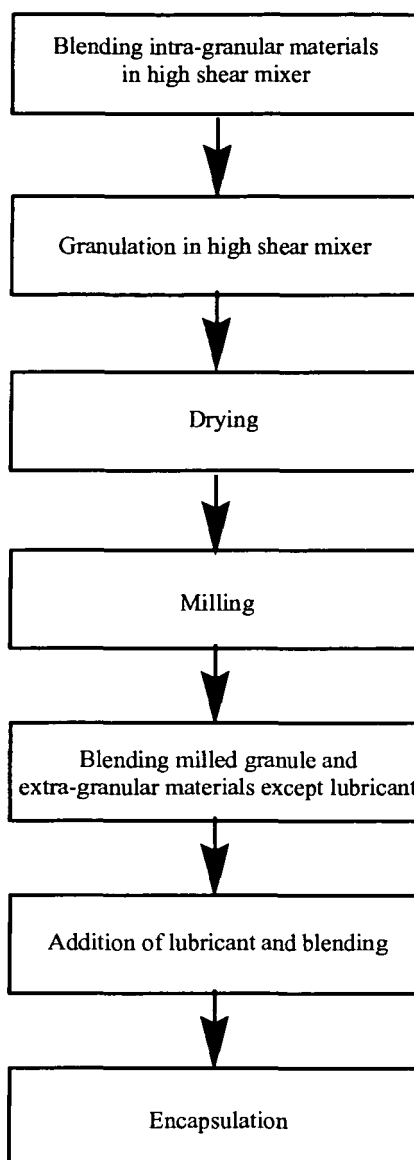 Blending intra-granular materials
in high shear mixer
Granulation in high shear mixer
Drying
Milling
Blending milled granule and
extra-granular materials except lubricant
Addition of lubricant and blending
Encapsulation